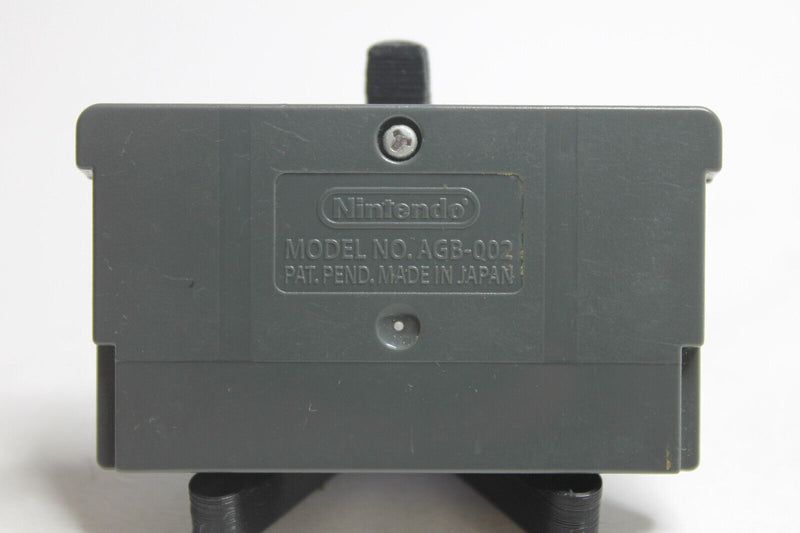 Nintendo
MODEL NO. AGB-002
PAT. PEND. MADE IN JAPAN